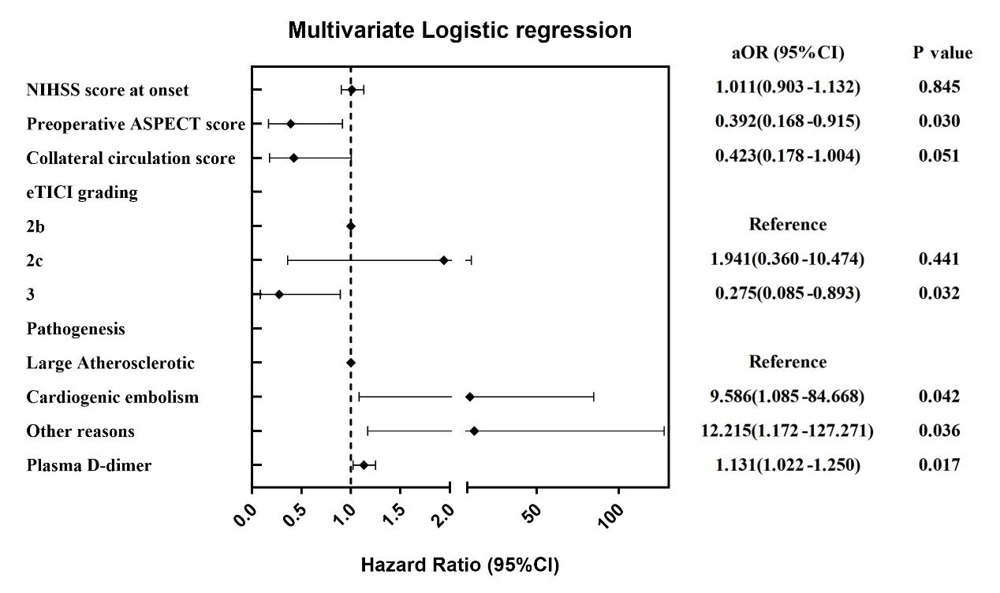 Multivariate Logistic regression
aOR (95%CI) P value
NIHSS score at onset 1.011(0.903-1.132) 0.845
Preoperative ASPECT score 0.392(0.168-0.915) 0.030
Collateral circulation score 0.423(0.178-1.004) 0.051
eTICI grading
2b Reference
2c 1.941(0.360-10.474) 0.441
3 0.275(0.085-0.893) 0.032
Pathogenesis
Large Atherosclerotic Reference
Cardiogenic embolism 9.586(1.085-84.668) 0.042
Other reasons 12.215(1.172-127.271) 0.036
Plasma D-dimer 1.131(1.022-1.250) 0.017
0.0 0.5 1.0 1.5 2.0 50 100
Hazard Ratio (95%CI)